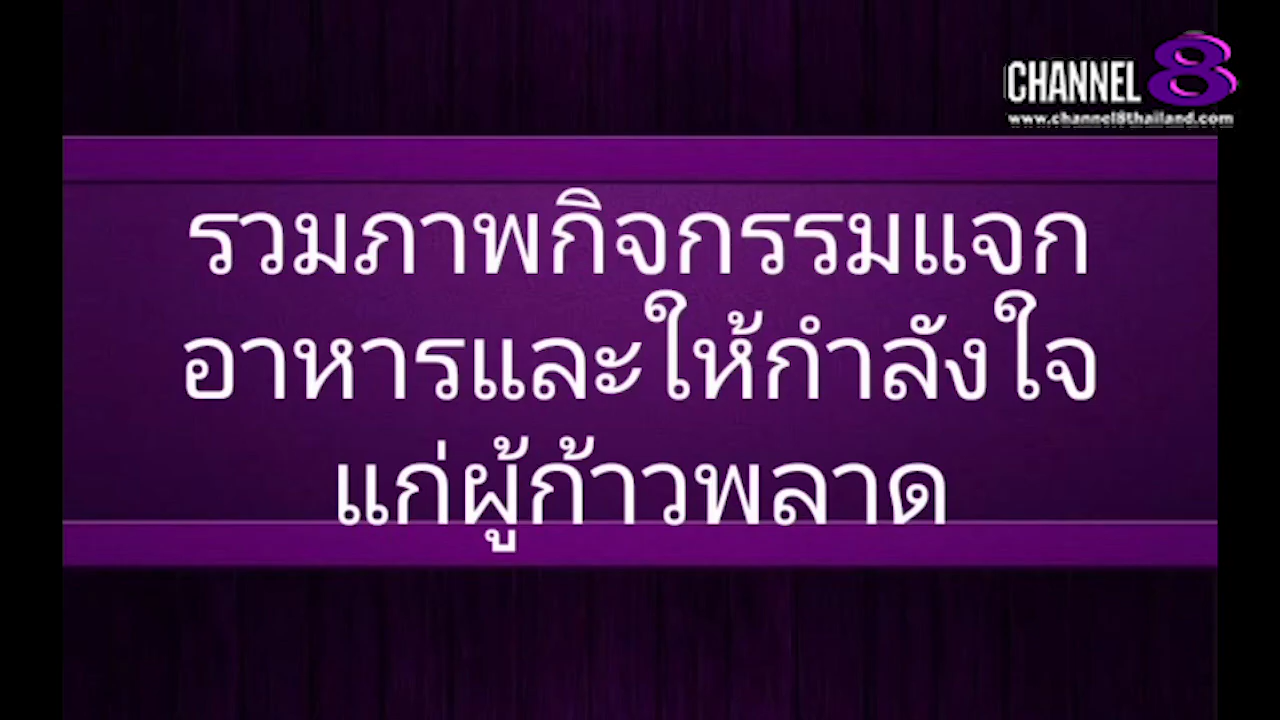 CHANNEL 8
www.channel8thailand.com
รวมภาพกิจกรรมแจก
อาหารและให้กำลังใจ
แก่ผู้ก้าวพลาด